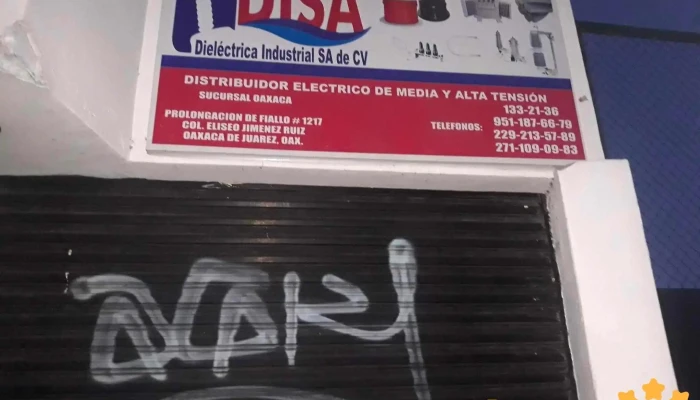 DISA
Dieléctrica Industrial SA de CV
DISTRIBUIDOR ELECTRICO DE MEDIA Y ALTA TENSIÓN
SUCURSAL OAXACA
PROLONGACION DE FIALLO # 1217
COL. ELISEO JIMENEZ RUIZ
OAXACA DE JUAREZ, OAX.
TELEFONOS:
133-21-36
951-187-66-79
229-213-57-89
271-109-09-83